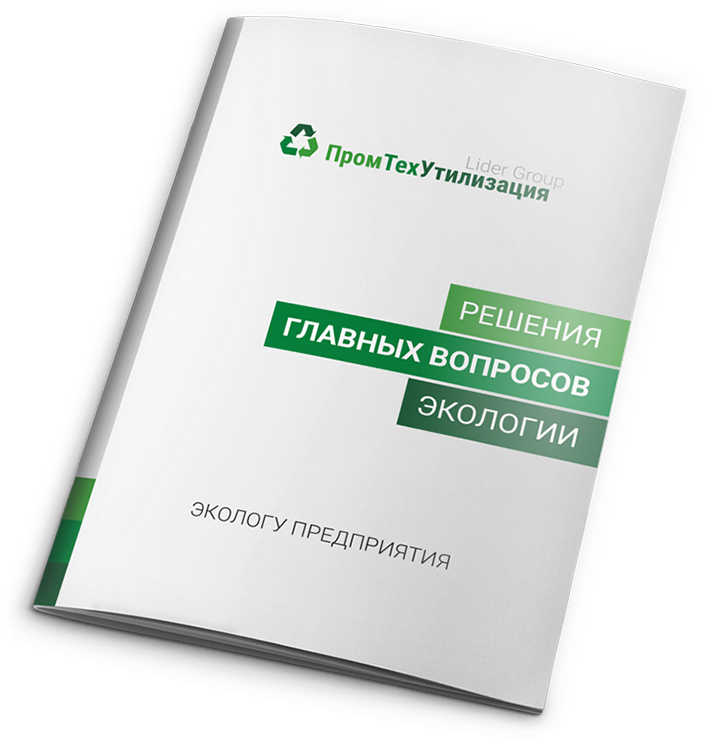 Lider Group
ПромТехУтилизация
РЕШЕНИЯ
ГЛАВНЫХ ВОПРОСОВ
ЭКОЛОГИИ
ЭКОЛОГУ ПРЕДПРИЯТИЯ